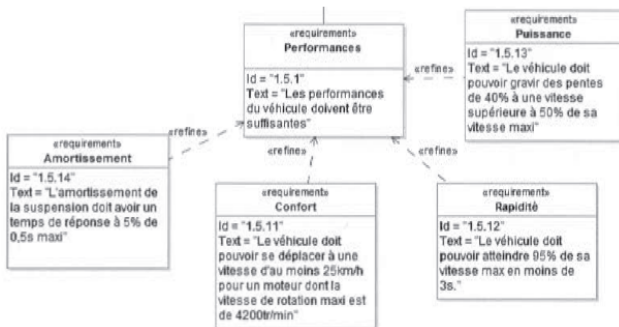 «requirement»
Performances
Id = "1.5.1"
Text = "Les performances
du véhicule doivent être
suffisantes"
«requirement»
Puissance
Id = "1.5.13"
Text = "Le véhicule doit
pouvoir gravir des pentes
de 40% à une vitesse
supérieure à 50% de sa
vitesse maxi"
«refine»
«refine»
«refine»
«refine»
«requirement»
Amortissement
Id = "1.5.14"
Text = "L'amortissement de
la suspension doit avoir un
temps de réponse à 5% de
0,5s maxi"
«requirement»
Confort
Id = "1.5.11"
Text = "Le véhicule doit
pouvoir se déplacer à une
vitesse d'au moins 25km/h
pour un moteur dont la
vitesse de rotation maxi est
de 4200tr/min"
«requirement»
Rapiditè
Id = "1.5.12"
Text = "Le véhicule doit
pouvoir atteindre 95% de sa
vitesse max en moins de
3s."